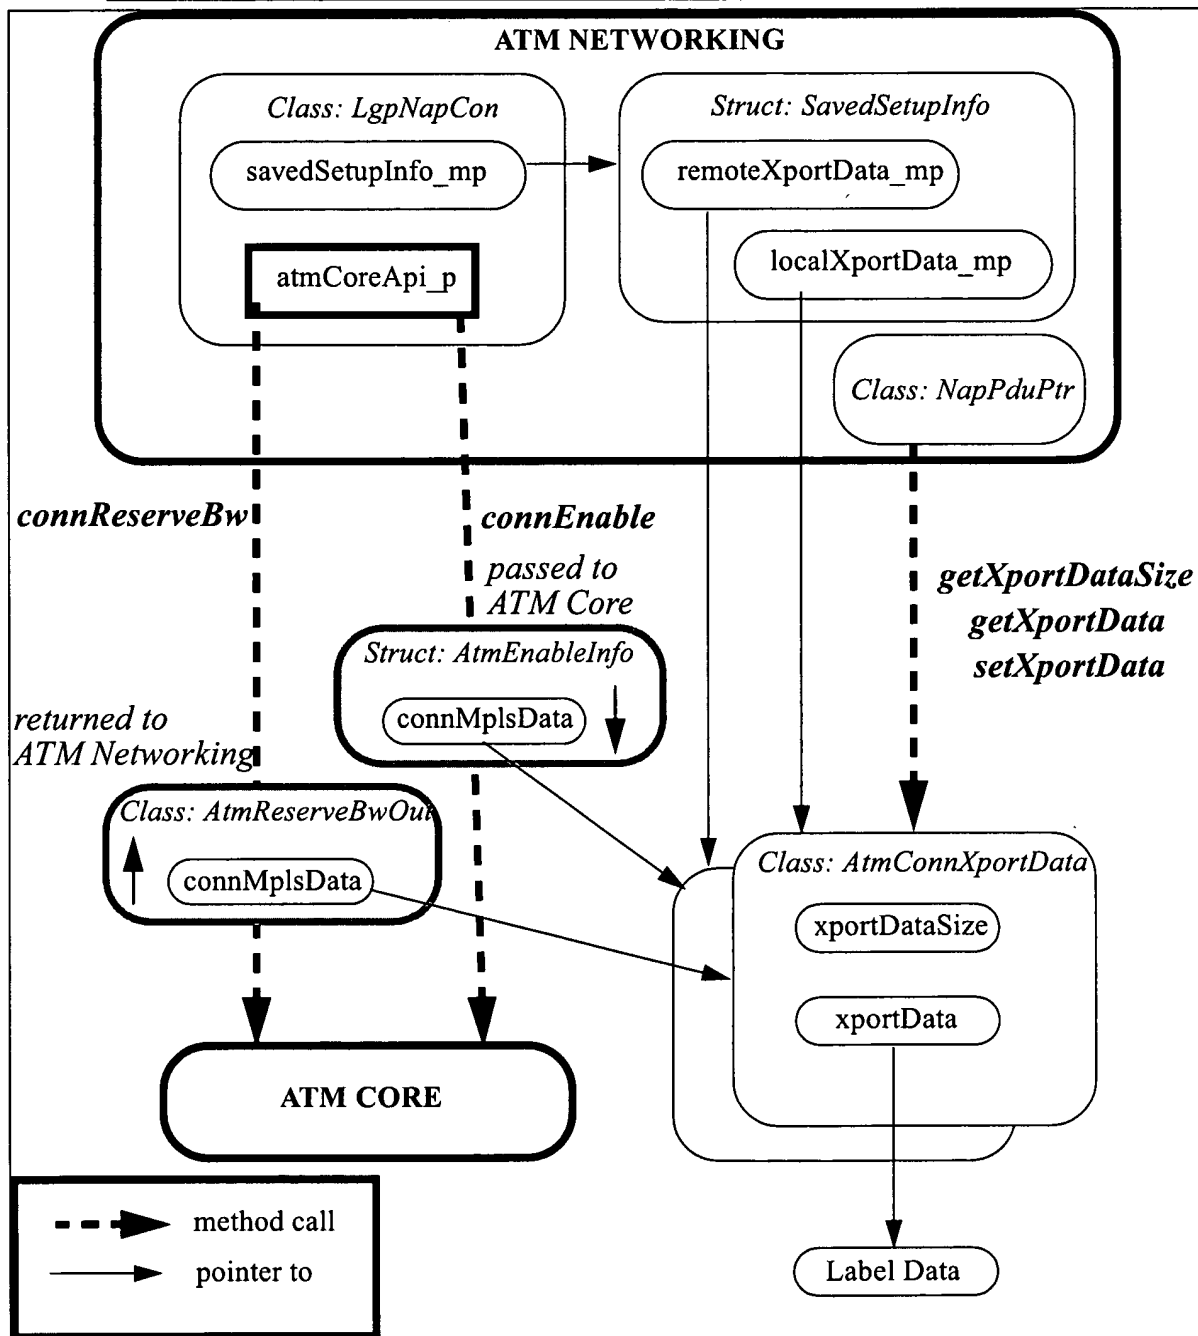 ATM NETWORKING
Class: LgpNapCon
savedSetupInfo_mp
atmCoreApi_p
Struct: SavedSetupInfo
remoteXportData_mp
localXportData_mp
Class: NapPduPtr
connReserveBw
connEnable
passed to
ATM Core
getXportDataSize
getXportData
setXportData
Struct: AtmEnableInfo
connMplsData
returned to
ATM Networking
Class: AtmReserveBwOut
connMplsData
Class: AtmConnXportData
xportDataSize
xportData
ATM CORE
Label Data
method call
pointer to